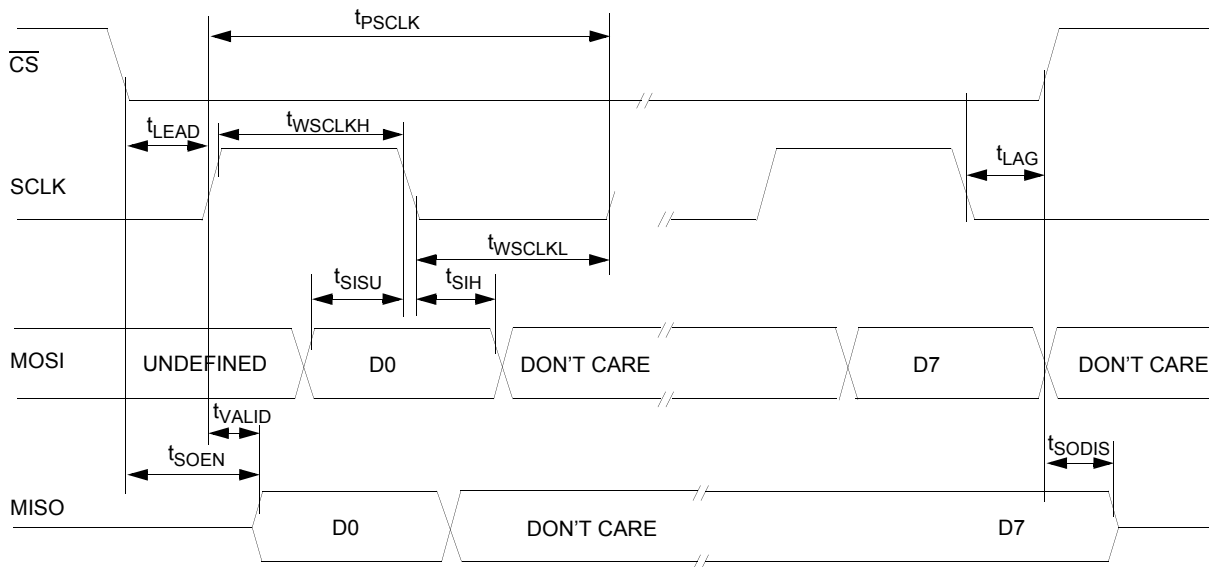 tPSCLK
CS
tLEAD
tWSCLKH
tLAG
SCLK
tWSCLKL
tSISU
tSIH
MOSI
UNDEFINED
D0
DON'T CARE
D7
DON'T CARE
tVALID
tSOEN
tSODIS
MISO
D0
DON'T CARE
D7